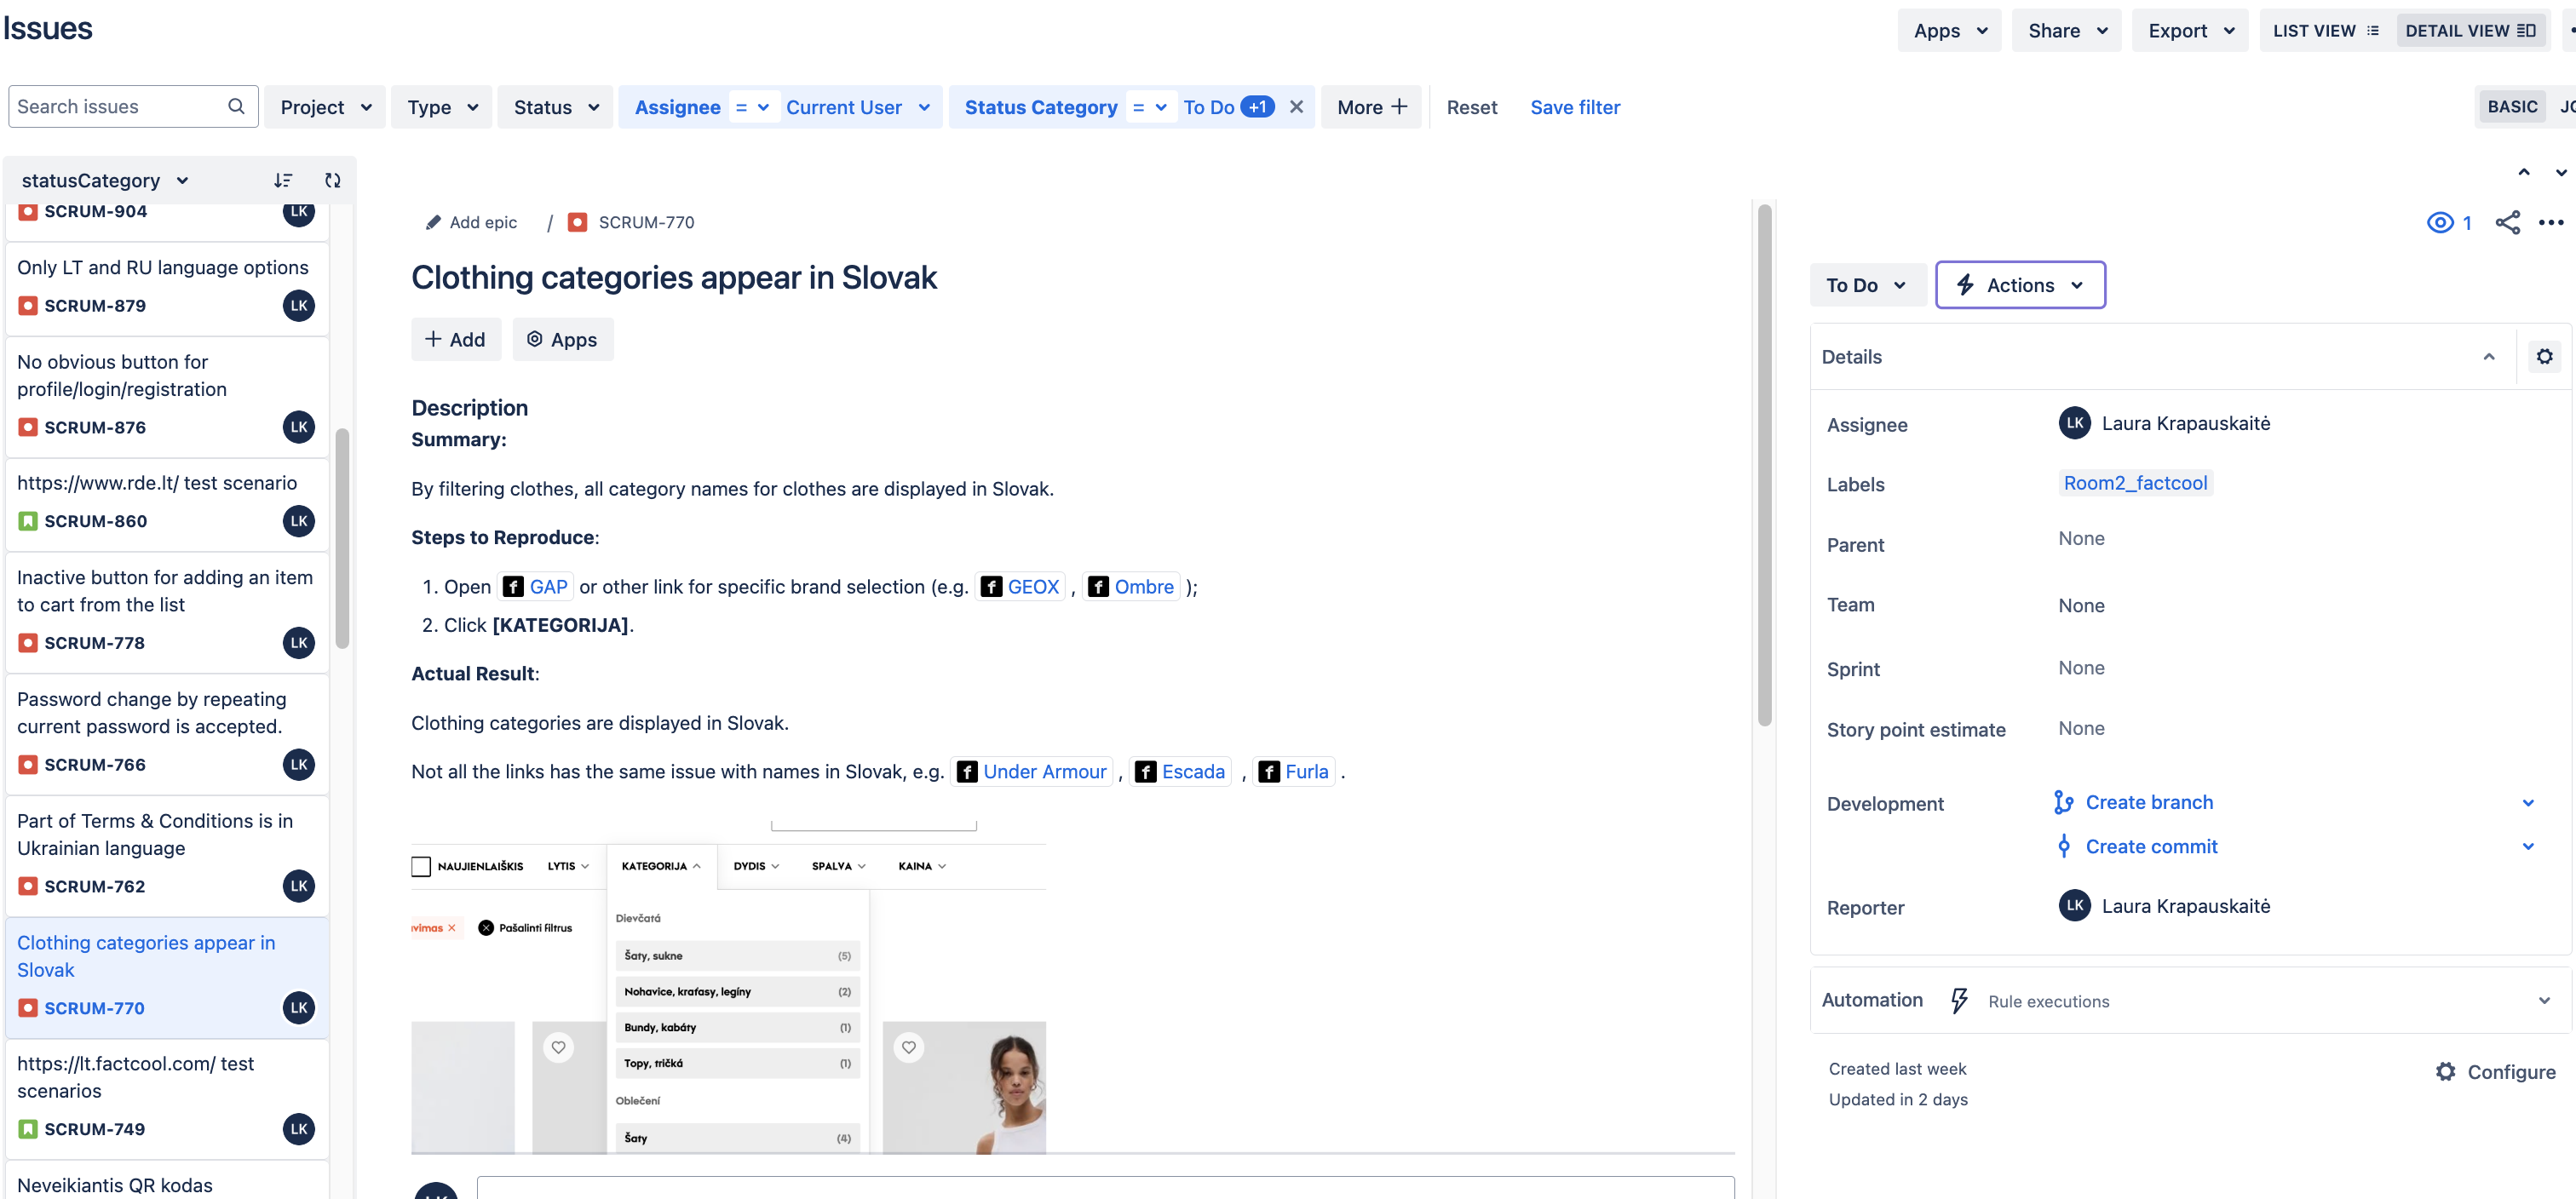 Issues
Apps
Share
Export
LIST VIEW
DETAIL VIEW
Search issues
Project
Type
Status
Assignee = Current User
Status Category = To Do +1
More
Reset
Save filter
BASIC
statusCategory
SCRUM-904
LK
Only LT and RU language options
SCRUM-879
LK
No obvious button for
profile/login/registration
SCRUM-876
LK
https://www.rde.lt/ test scenario
SCRUM-860
LK
Inactive button for adding an item
to cart from the list
SCRUM-778
LK
Password change by repeating
current password is accepted.
SCRUM-766
LK
Part of Terms & Conditions is in
Ukrainian language
SCRUM-762
LK
Clothing categories appear in
Slovak
SCRUM-770
LK
https://lt.factcool.com/ test
scenarios
SCRUM-749
LK
Neveikiantis QR kodas
Add epic / SCRUM-770
Clothing categories appear in Slovak
Add
Apps
Description
Summary:
By filtering clothes, all category names for clothes are displayed in Slovak.
Steps to Reproduce:
1. Open f GAP or other link for specific brand selection (e.g. f GEOX , f Ombre );
2. Click [KATEGORIJA].
Actual Result:
Clothing categories are displayed in Slovak.
Not all the links has the same issue with names in Slovak, e.g. f Under Armour , f Escada , f Furla .
NAUJIENLAIŠKIS LYTIS KATEGORIJA DYDIS SPALVA KAINA
Pašalinti filtrus
Dievčatá
Šaty, sukne (5)
Nohavice, kraťasy, legíny (2)
Bundy, kabáty (1)
Topy, tričká (1)
Oblečení
Šaty (4)
1
To Do
Actions
Details
Assignee
LK Laura Krapauskaitė
Labels
Room2_factcool
Parent
None
Team
None
Sprint
None
Story point estimate
None
Development
Create branch
Create commit
Reporter
LK Laura Krapauskaitė
Automation Rule executions
Created last week
Updated in 2 days
Configure